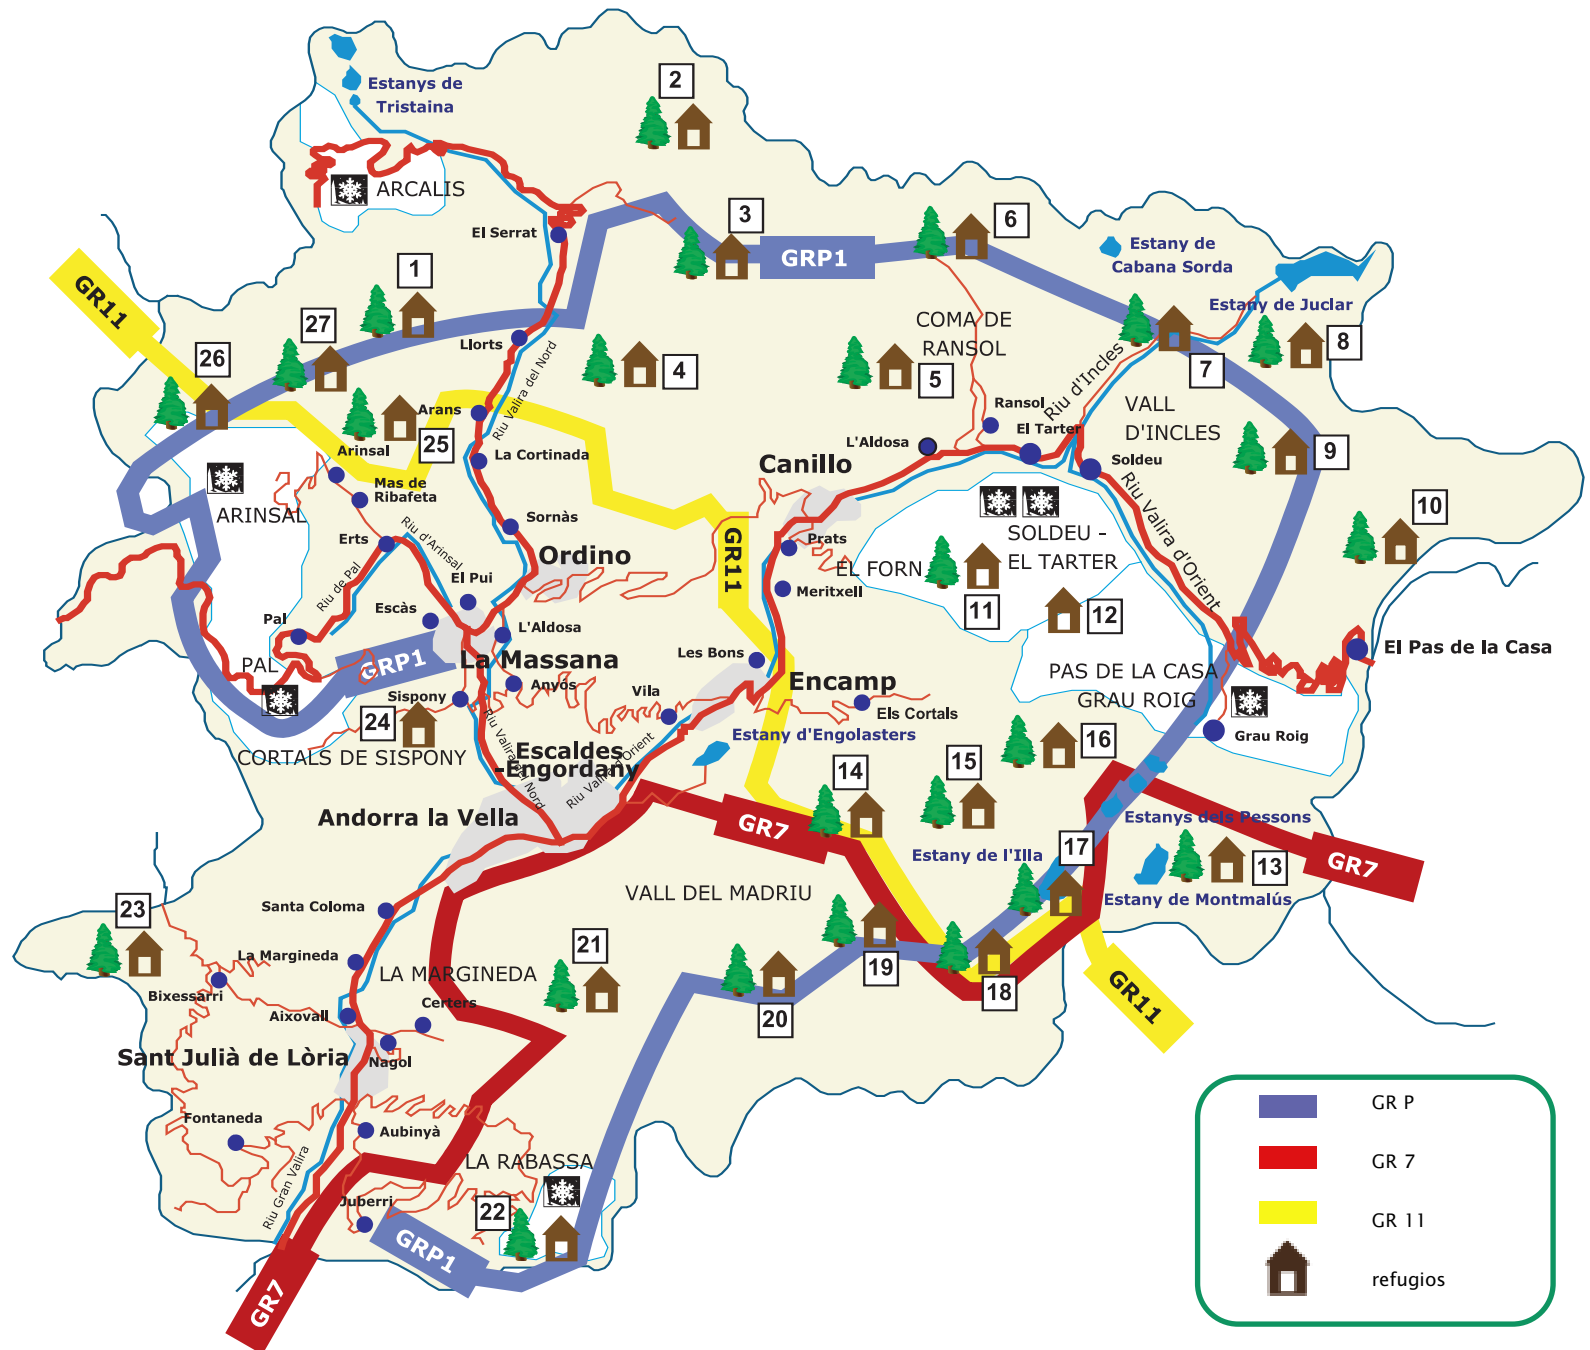 Estanys de
Tristaina
2
ARCALIS
El Serrat
3
GRP1
6
Estany de
Cabana Sorda
Estany de Juclar
GR11
1
27
26
Llorts
Riu Valira del Nord
4
COMA DE
RANSOL
5
Riu d'Incles
7
8
Arans
25
Arinsal
La Cortinada
Mas de
Ribafeta
ARINSAL
Ransol
El Tarter
L'Aldosa
VALL
D'INCLES
Soldeu
9
Canillo
Riu Valira d'Orient
10
Sornàs
Erts
Riu d'Arinsal
Riu de Pal
Ordino
GR11
Prats
EL FORN
SOLDEU -
EL TARTER
11
12
Meritxell
El Pui
Escàs
Pal
L'Aldosa
GRP1
La Massana
PAL
Anyós
Sispony
Les Bons
Encamp
Vila
Els Cortals
El Pas de la Casa
PAS DE LA CASA
GRAU ROIG
Grau Roig
24
CORTALS DE SISPONY
Riu Valira del Nord
Escaldes
-Engordany
Riu Valira d'Orient
Estany d'Engolasters
16
15
14
Andorra la Vella
GR7
Estanys dels Pessons
Estany de l'Illa
17
13
GR7
Estany de Montmalús
VALL DEL MADRIU
Santa Coloma
23
La Margineda
Bixessarri
LA MARGINEDA
Certers
21
19
18
20
GR11
Aixovall
Sant Julià de Lòria
Nagol
Fontaneda
Aubinyà
Riu Gran Valira
LA RABASSA
22
Juberri
GRP1
GR7
GR P
GR 7
GR 11
refugios